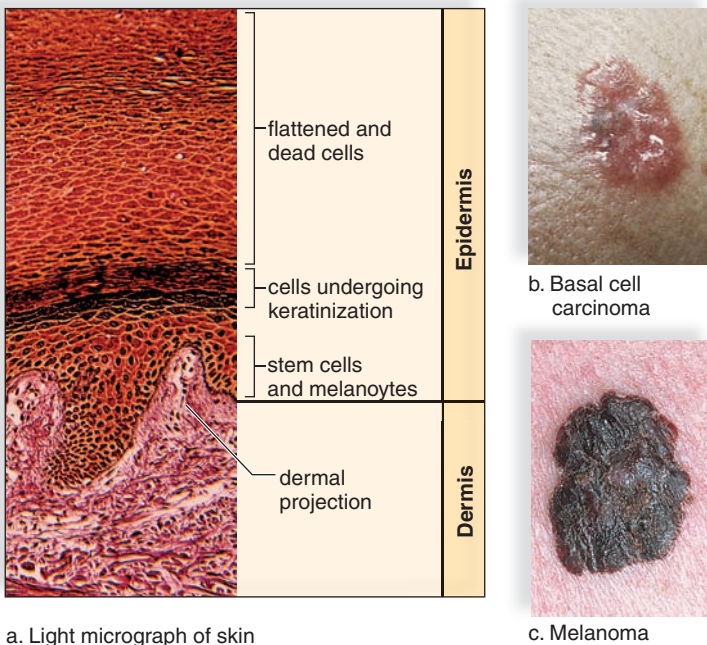 flattened and
dead cells
cells undergoing
keratinization
stem cells
and melanoytes
dermal
projection
Epidermis
Dermis
a. Light micrograph of skin
b. Basal cell
carcinoma
c. Melanoma